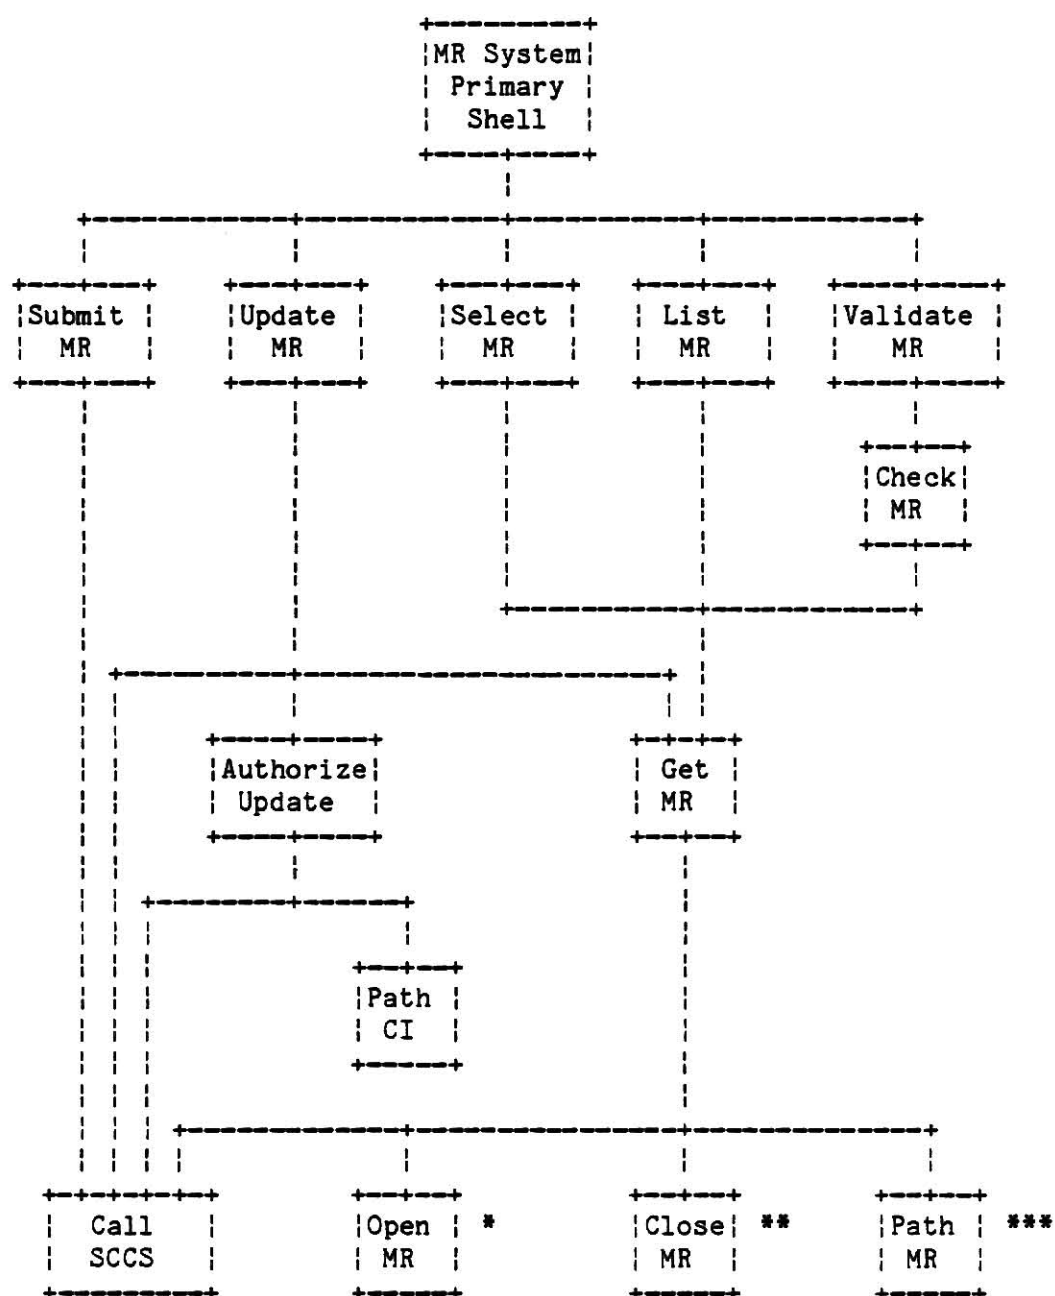 MR System
Primary
Shell
Submit
MR
Update
MR
Select
MR
List
MR
Validate
MR
Check
MR
Authorize
Update
Get
MR
Path
CI
Call
SCCS
Open *
MR
Close **
MR
Path ***
MR